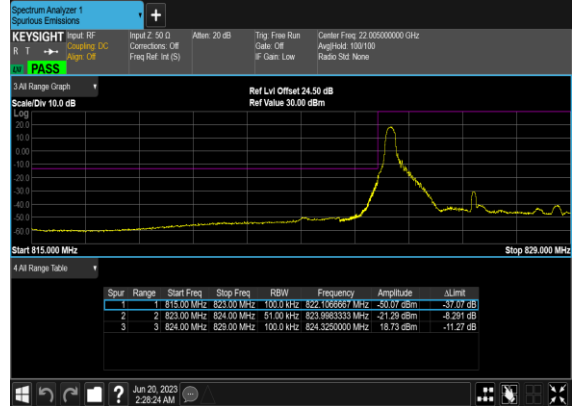 Spectrum Analyzer 1
Spurious Emissions
+
KEYSIGHT Input: RF Input Z: 50 Ω Atten: 20 dB Trig: Free Run Center Freq: 22.005000000 GHz
R T Coupling: DC Corrections: Off Gate: Off Avg|Hold: 100/100
Align: Off Freq Ref: Int (S) IF Gain: Low Radio Std: None
PASS
3 All Range Graph
Ref Lvl Offset 24.50 dB
Scale/Div 10.0 dB Ref Value 30.00 dBm
Log
20.0
10.0
0.00
-10.0
-20.0
-30.0
-40.0
-50.0
-60.0
Start 815.000 MHz Stop 829.000 MHz
4 All Range Table
Spur Range Start Freq Stop Freq RBW Frequency Amplitude ΔLimit
1 1 815.00 MHz 823.00 MHz 100.0 kHz 822.1066667 MHz -50.07 dBm -37.07 dB
2 2 823.00 MHz 824.00 MHz 51.00 kHz 823.9983333 MHz -21.29 dBm -8.291 dB
3 3 824.00 MHz 829.00 MHz 100.0 kHz 824.3250000 MHz 18.73 dBm -11.27 dB
? Jun 20, 2023
2:28:24 AM